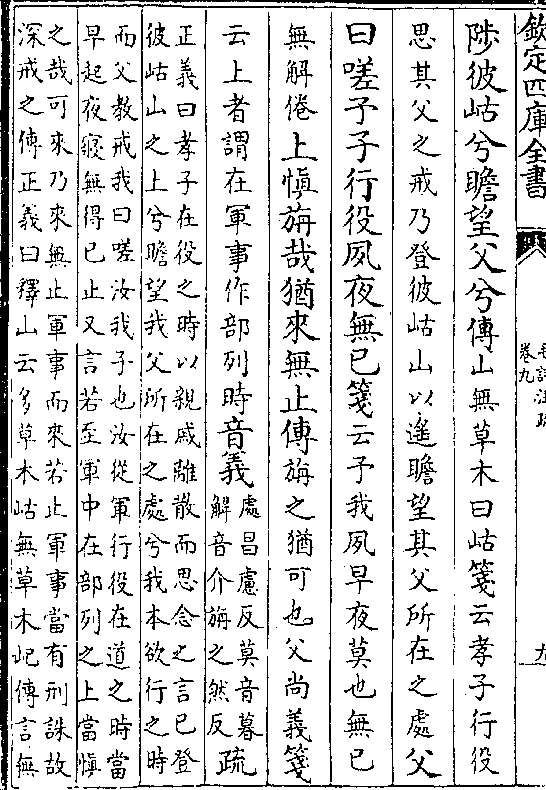 欽定四庫全書
毛詩注疏
卷九
陟彼岵兮瞻望父兮傳山無草木曰岵箋云孝子行役
思其父之戒乃登彼岵山以遙瞻望其父所在之處父
曰嗟予子行役夙夜無已箋云予我夙早夜莫也無已
無解倦上慎旃哉猶來無止傳旃之猶可也父尚義箋
云上者謂在軍事作部列時音義
處昌慮反莫音暮
解音介旃之然反
疏
正義曰孝子在役之時以親戚離散而思念之言已登
彼岵山之上兮瞻望我父所在之處兮我本欲行之時
而父教戒我曰嗟汝我子也汝從軍行役在道之時當
早起夜寐無得已止又言若至軍中在部列之上當慎
之哉可來乃來無止軍事而來若止軍事當有刑誅故
深戒之傳正義曰釋山云多草木岵無草木屺傳言無